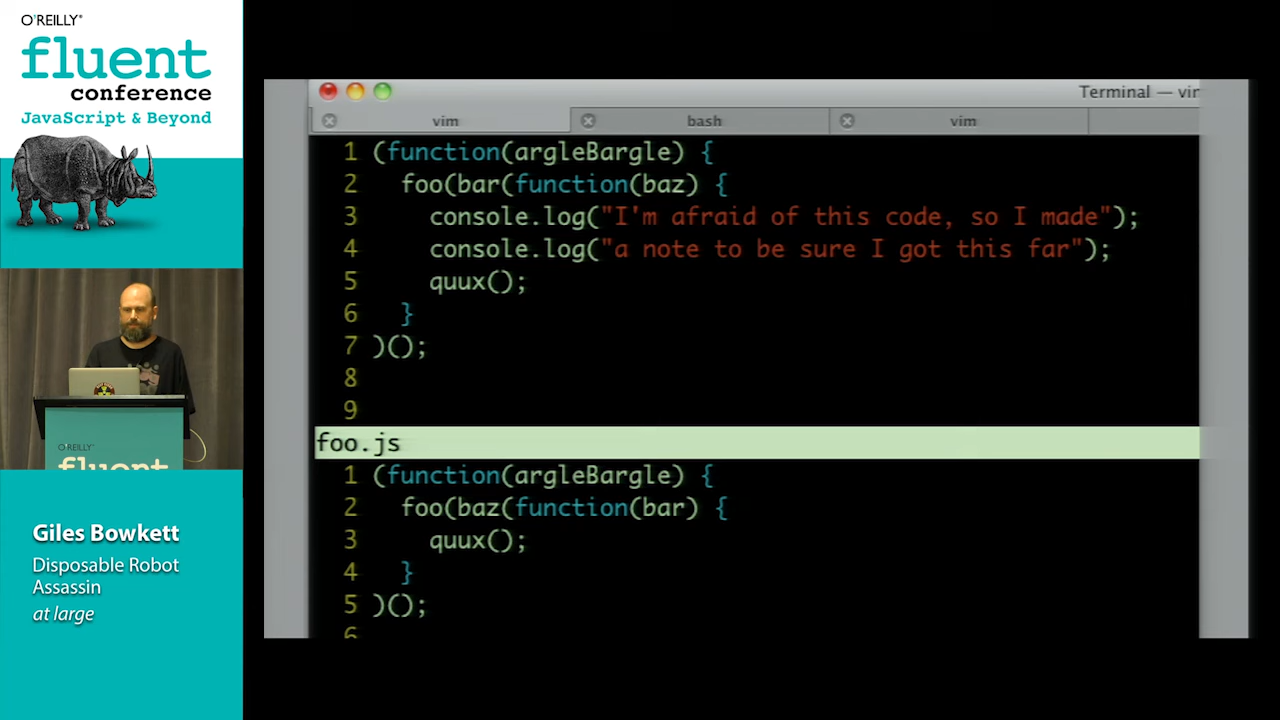 O'REILLY®
fluent
conference
JavaScript & Beyond
O'REILLY®
fluent
Giles Bowkett
Disposable Robot
Assassin
at large
Terminal — vim
vim
bash
vim
1 (function(argleBargle) {
2 foo(bar(function(baz) {
3 console.log("I'm afraid of this code, so I made");
4 console.log("a note to be sure I got this far");
5 quux();
6 }
7 )();
8
9
foo.js
1 (function(argleBargle) {
2 foo(baz(function(bar) {
3 quux();
4 }
5 )();
6